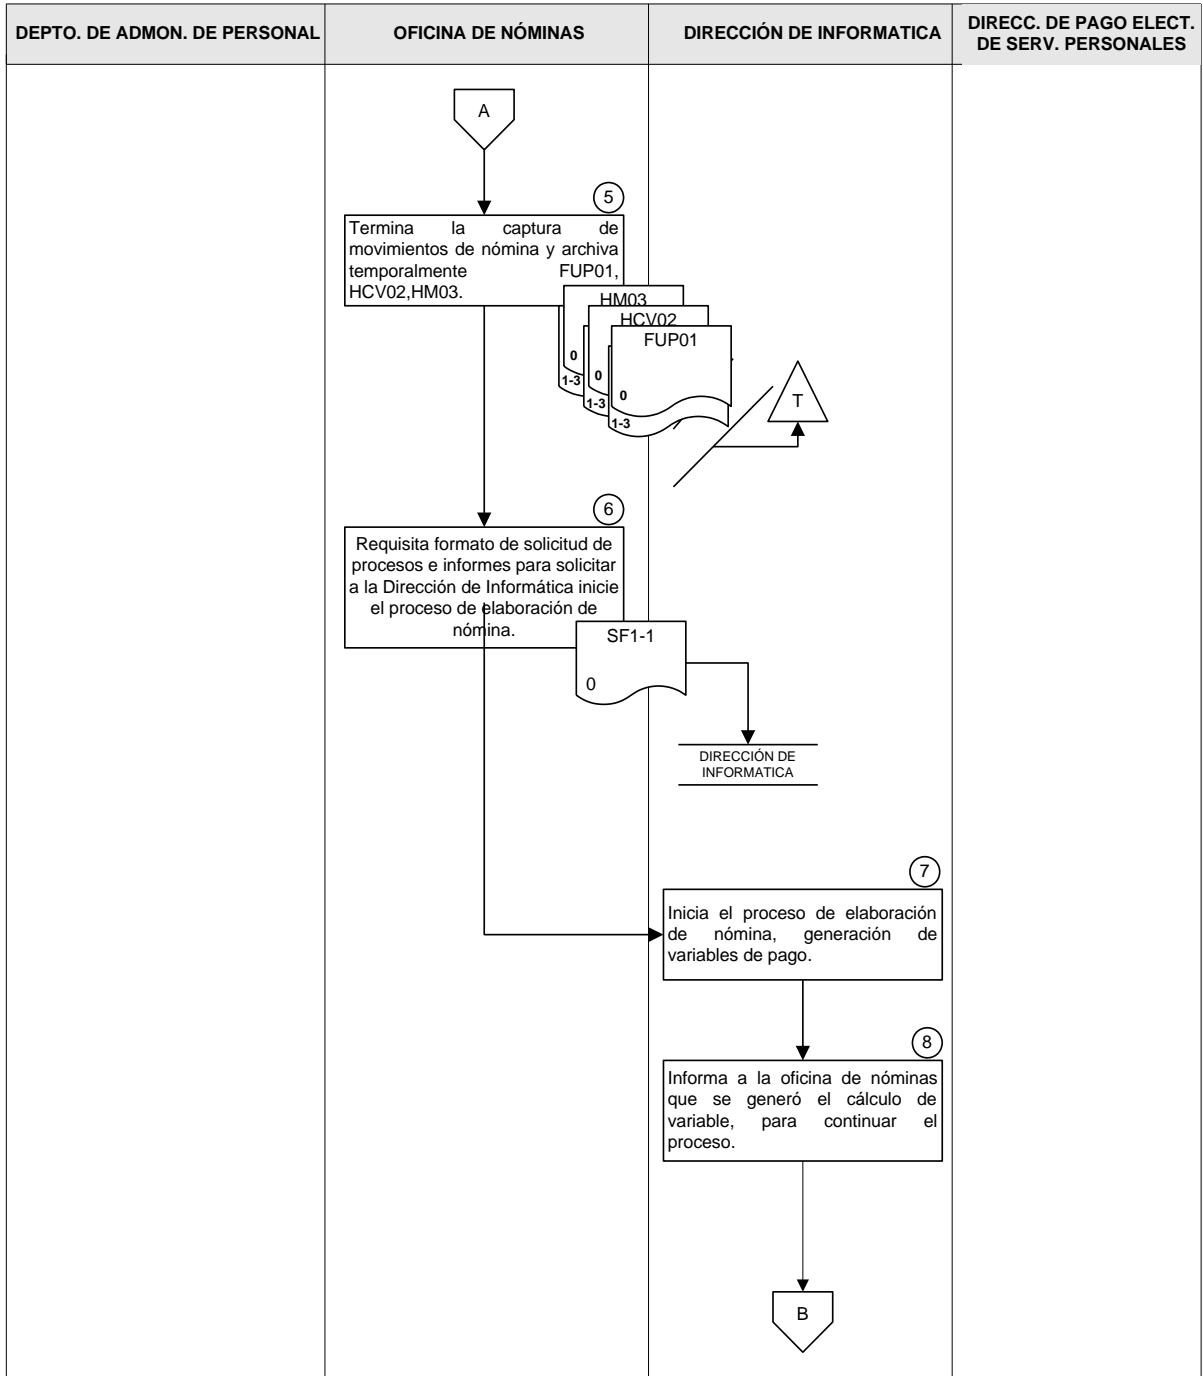 DEPTO. DE ADMON. DE PERSONAL
OFICINA DE NÓMINAS
DIRECCIÓN DE INFORMATICA
DIRECC. DE PAGO ELECT.
DE SERV. PERSONALES
A
5
Termina la captura de
movimientos de nómina y archiva
temporalmente FUP01,
HCV02,HM03.
HM03
HCV02
FUP01
0
1-3
0
1-3
0
1-3
T
6
Requisita formato de solicitud de
procesos e informes para solicitar
a la Dirección de Informática inicie
el proceso de elaboración de
nómina.
SF1-1
0
DIRECCIÓN DE
INFORMATICA
7
Inicia el proceso de elaboración
de nómina, generación de
variables de pago.
8
Informa a la oficina de nóminas
que se generó el cálculo de
variable, para continuar el
proceso.
B